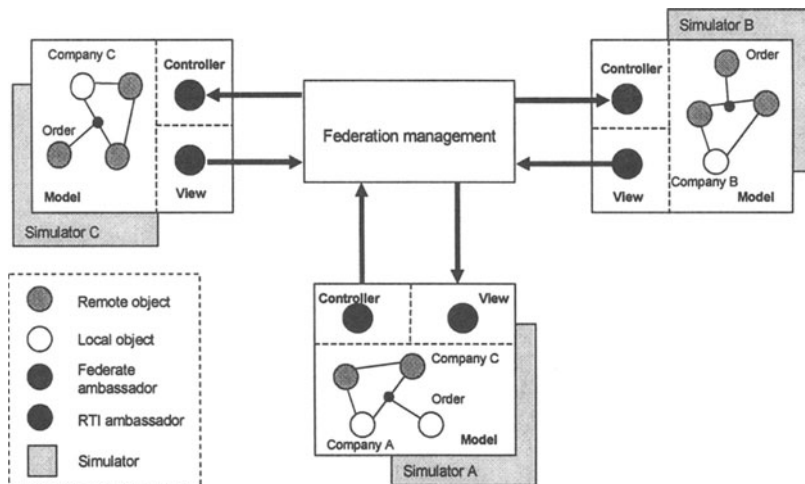 Simulator B
Company C
Controller
Order
Model
View
Simulator C
Federation management
Controller
Order
Company B
View
Model
Controller
View
Company C
Order
Company A
Model
Simulator A
Remote object
Local object
Federate
ambassador
RTI ambassador
Simulator